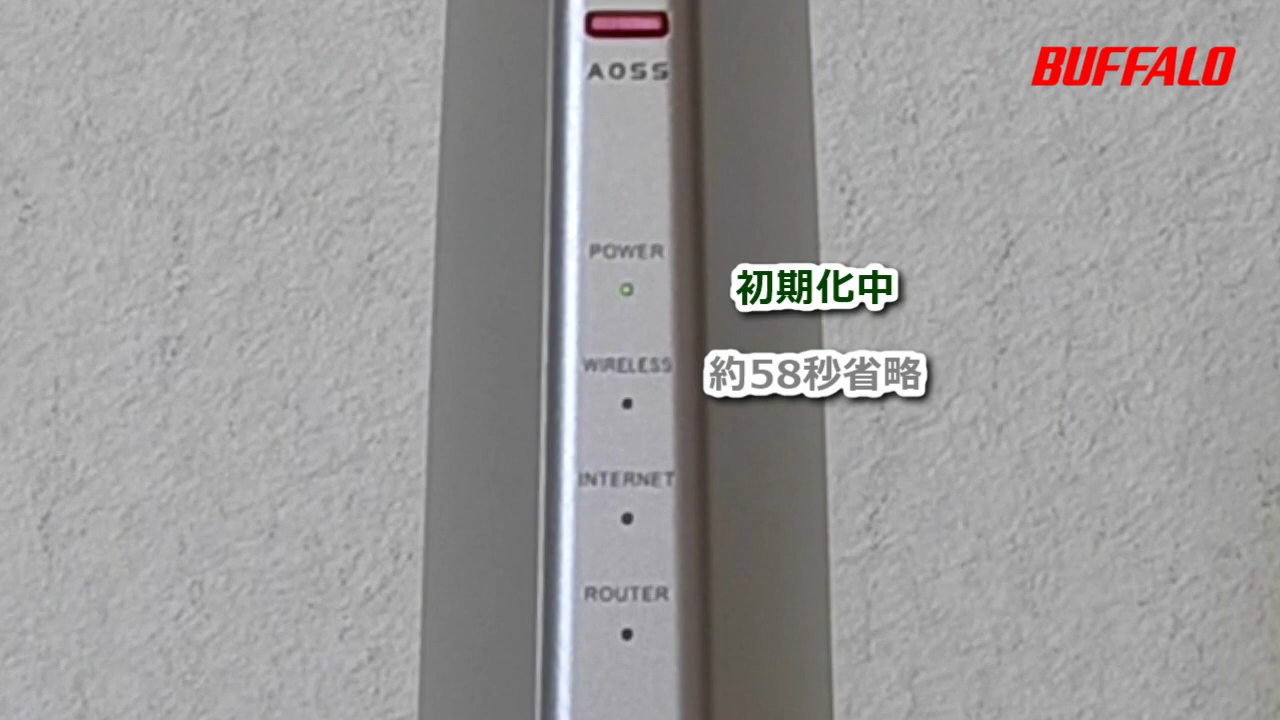 BUFFALO
AOSS
POWER
初期化中
WIRELESS
約58秒省略
INTERNET
ROUTER